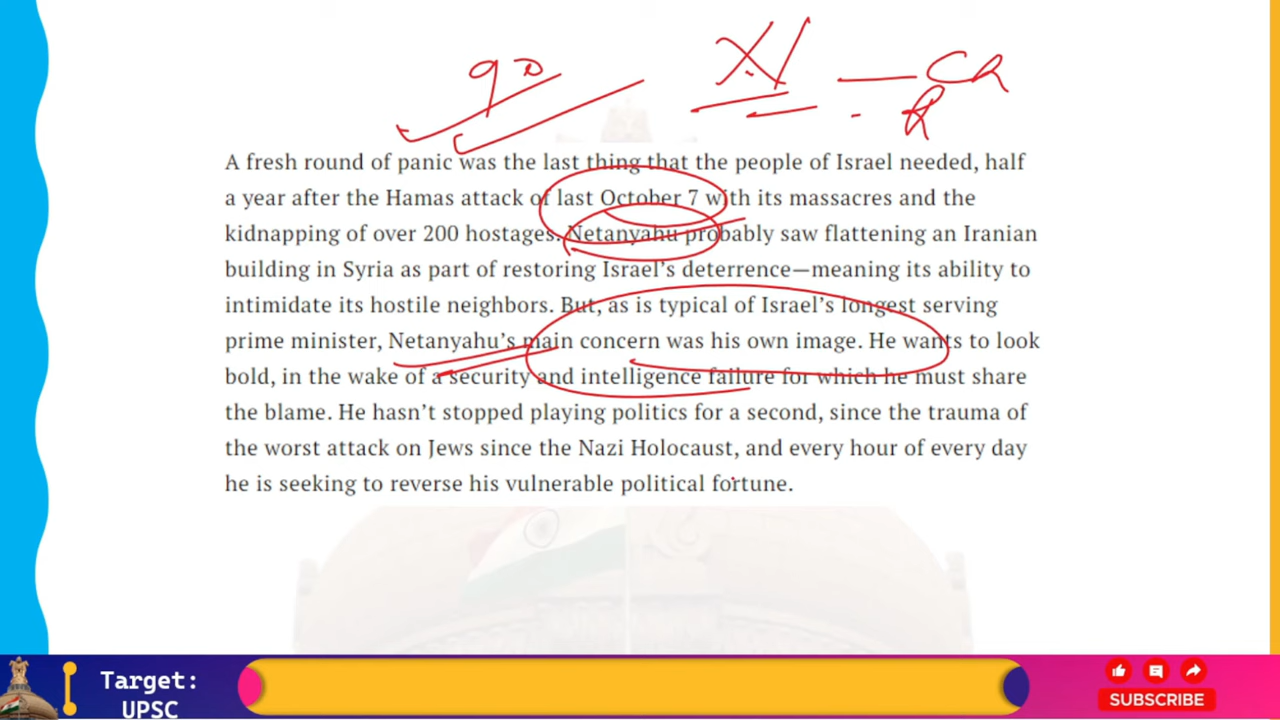 90
XI — CR
R
A fresh round of panic was the last thing that the people of Israel needed, half
a year after the Hamas attack of last October 7 with its massacres and the
kidnapping of over 200 hostages. Netanyahu probably saw flattening an Iranian
building in Syria as part of restoring Israel's deterrence—meaning its ability to
intimidate its hostile neighbors. But, as is typical of Israel's longest serving
prime minister, Netanyahu's main concern was his own image. He wants to look
bold, in the wake of a security and intelligence failure for which he must share
the blame. He hasn't stopped playing politics for a second, since the trauma of
the worst attack on Jews since the Nazi Holocaust, and every hour of every day
he is seeking to reverse his vulnerable political fortune.
Target:
UPSC
SUBSCRIBE